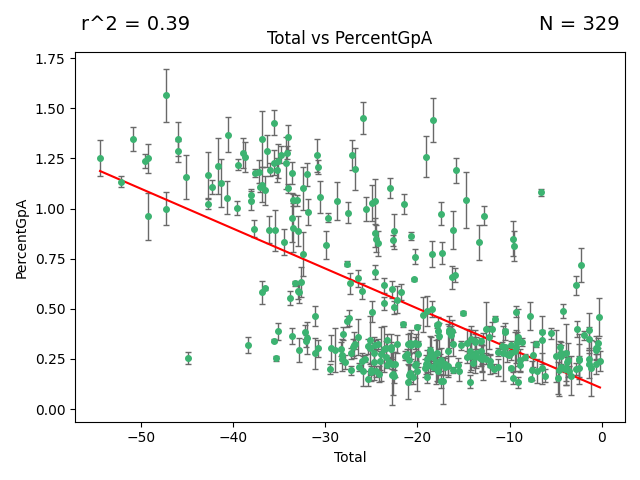 r^2 = 0.39
N = 329
Total vs PercentGpA
1.75
1.50
1.25
1.00
0.75
0.50
0.25
0.00
PercentGpA
−50
−40
−30
−20
−10
0
Total